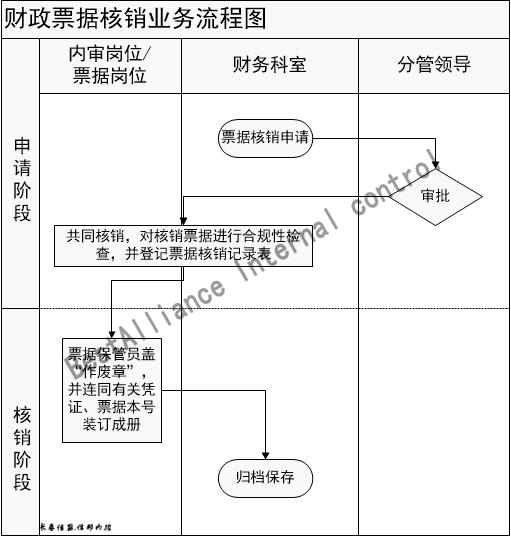 财政票据核销业务流程图
内审岗位/
票据岗位
财务科室
分管领导
申请阶段
票据核销申请
审批
共同核销，对核销票据进行合规性检
查，并登记票据核销记录表
BestAlliance Internal control
核销阶段
票据保管员盖
“作废章”，
并连同有关凭
证、票据本号
装订成册
归档保存